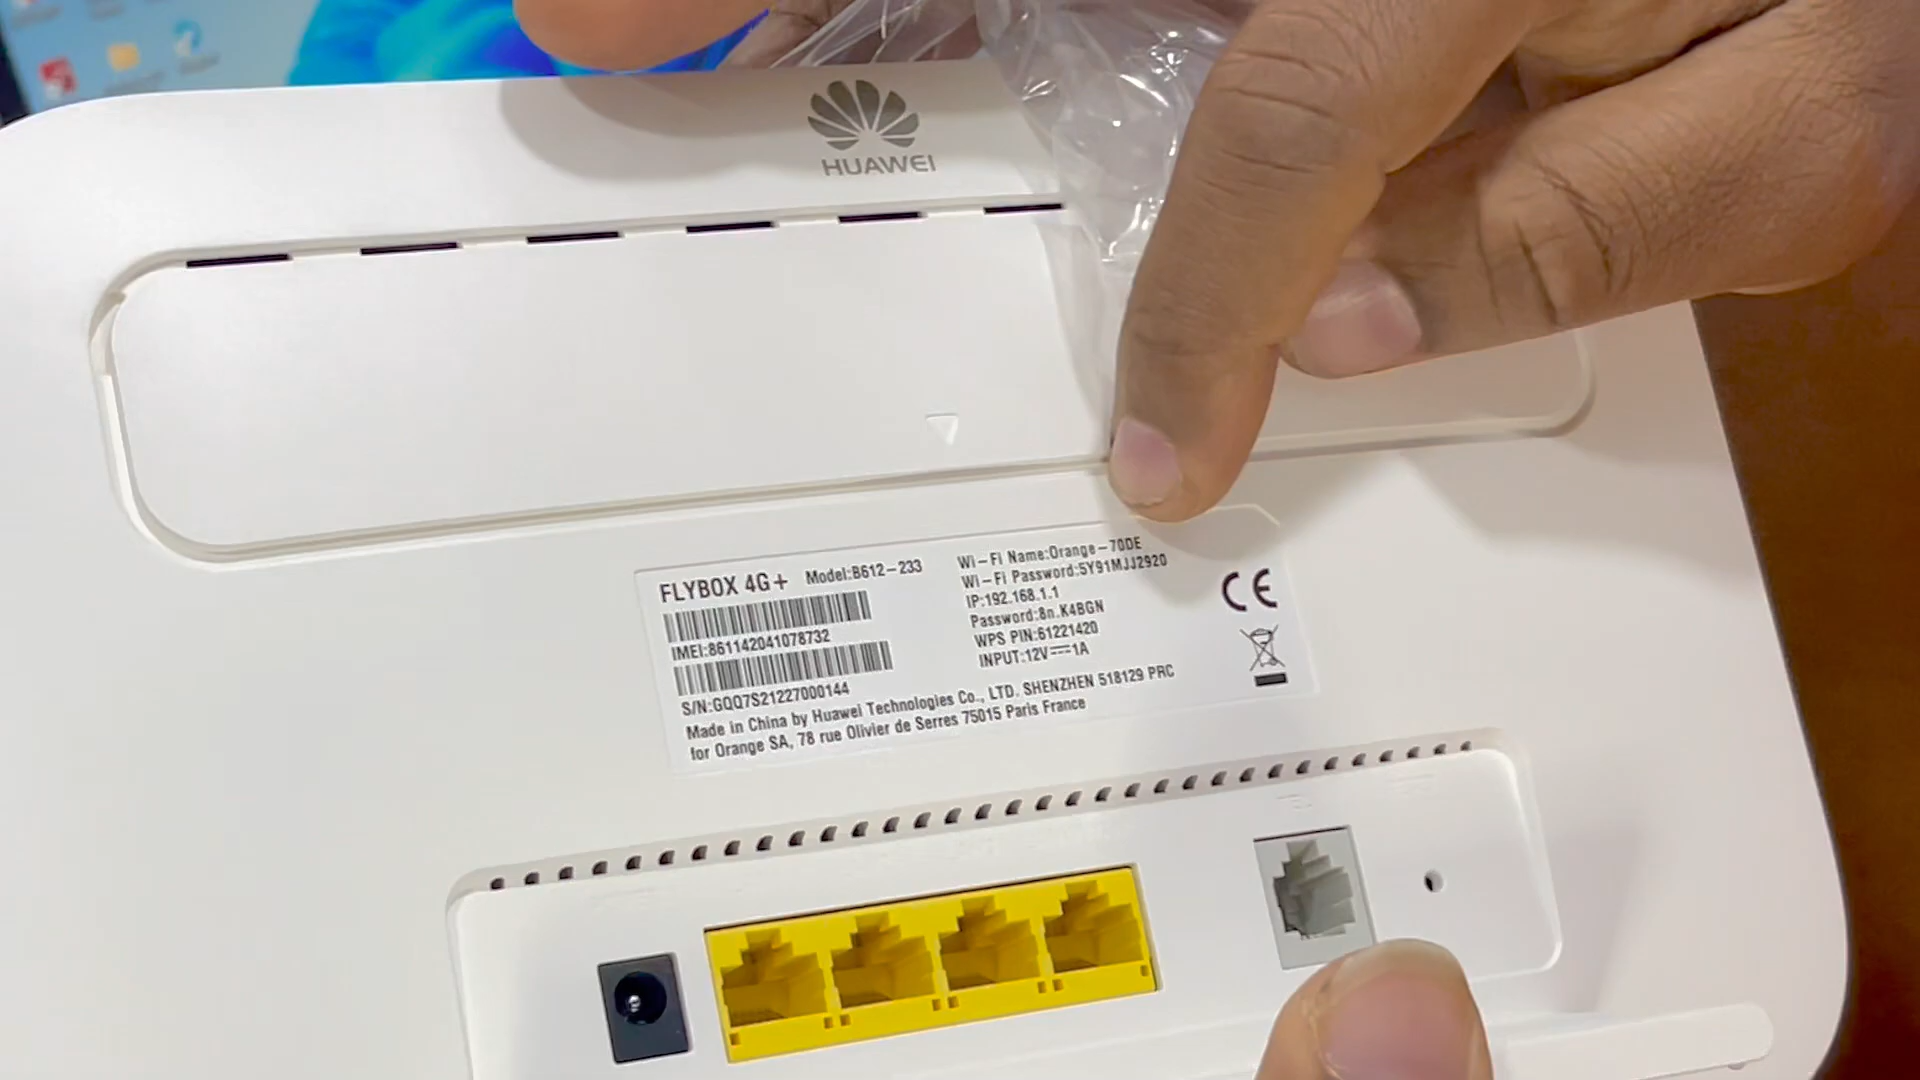 HUAWEI
FLYBOX 4G+ Model:B612-233
IMEI:861142041078732
S/N:GQQ7S21227000144
Wi-Fi Name:Orange-70DE
Wi-Fi Password:5Y91MJJ2920
IP:192.168.1.1
Password:8n.K4BGN
WPS PIN:61221420
INPUT:12V⎓1A
CE
Made in China by Huawei Technologies Co., LTD. SHENZHEN 518129 PRC
for Orange SA, 78 rue Olivier de Serres 75015 Paris France